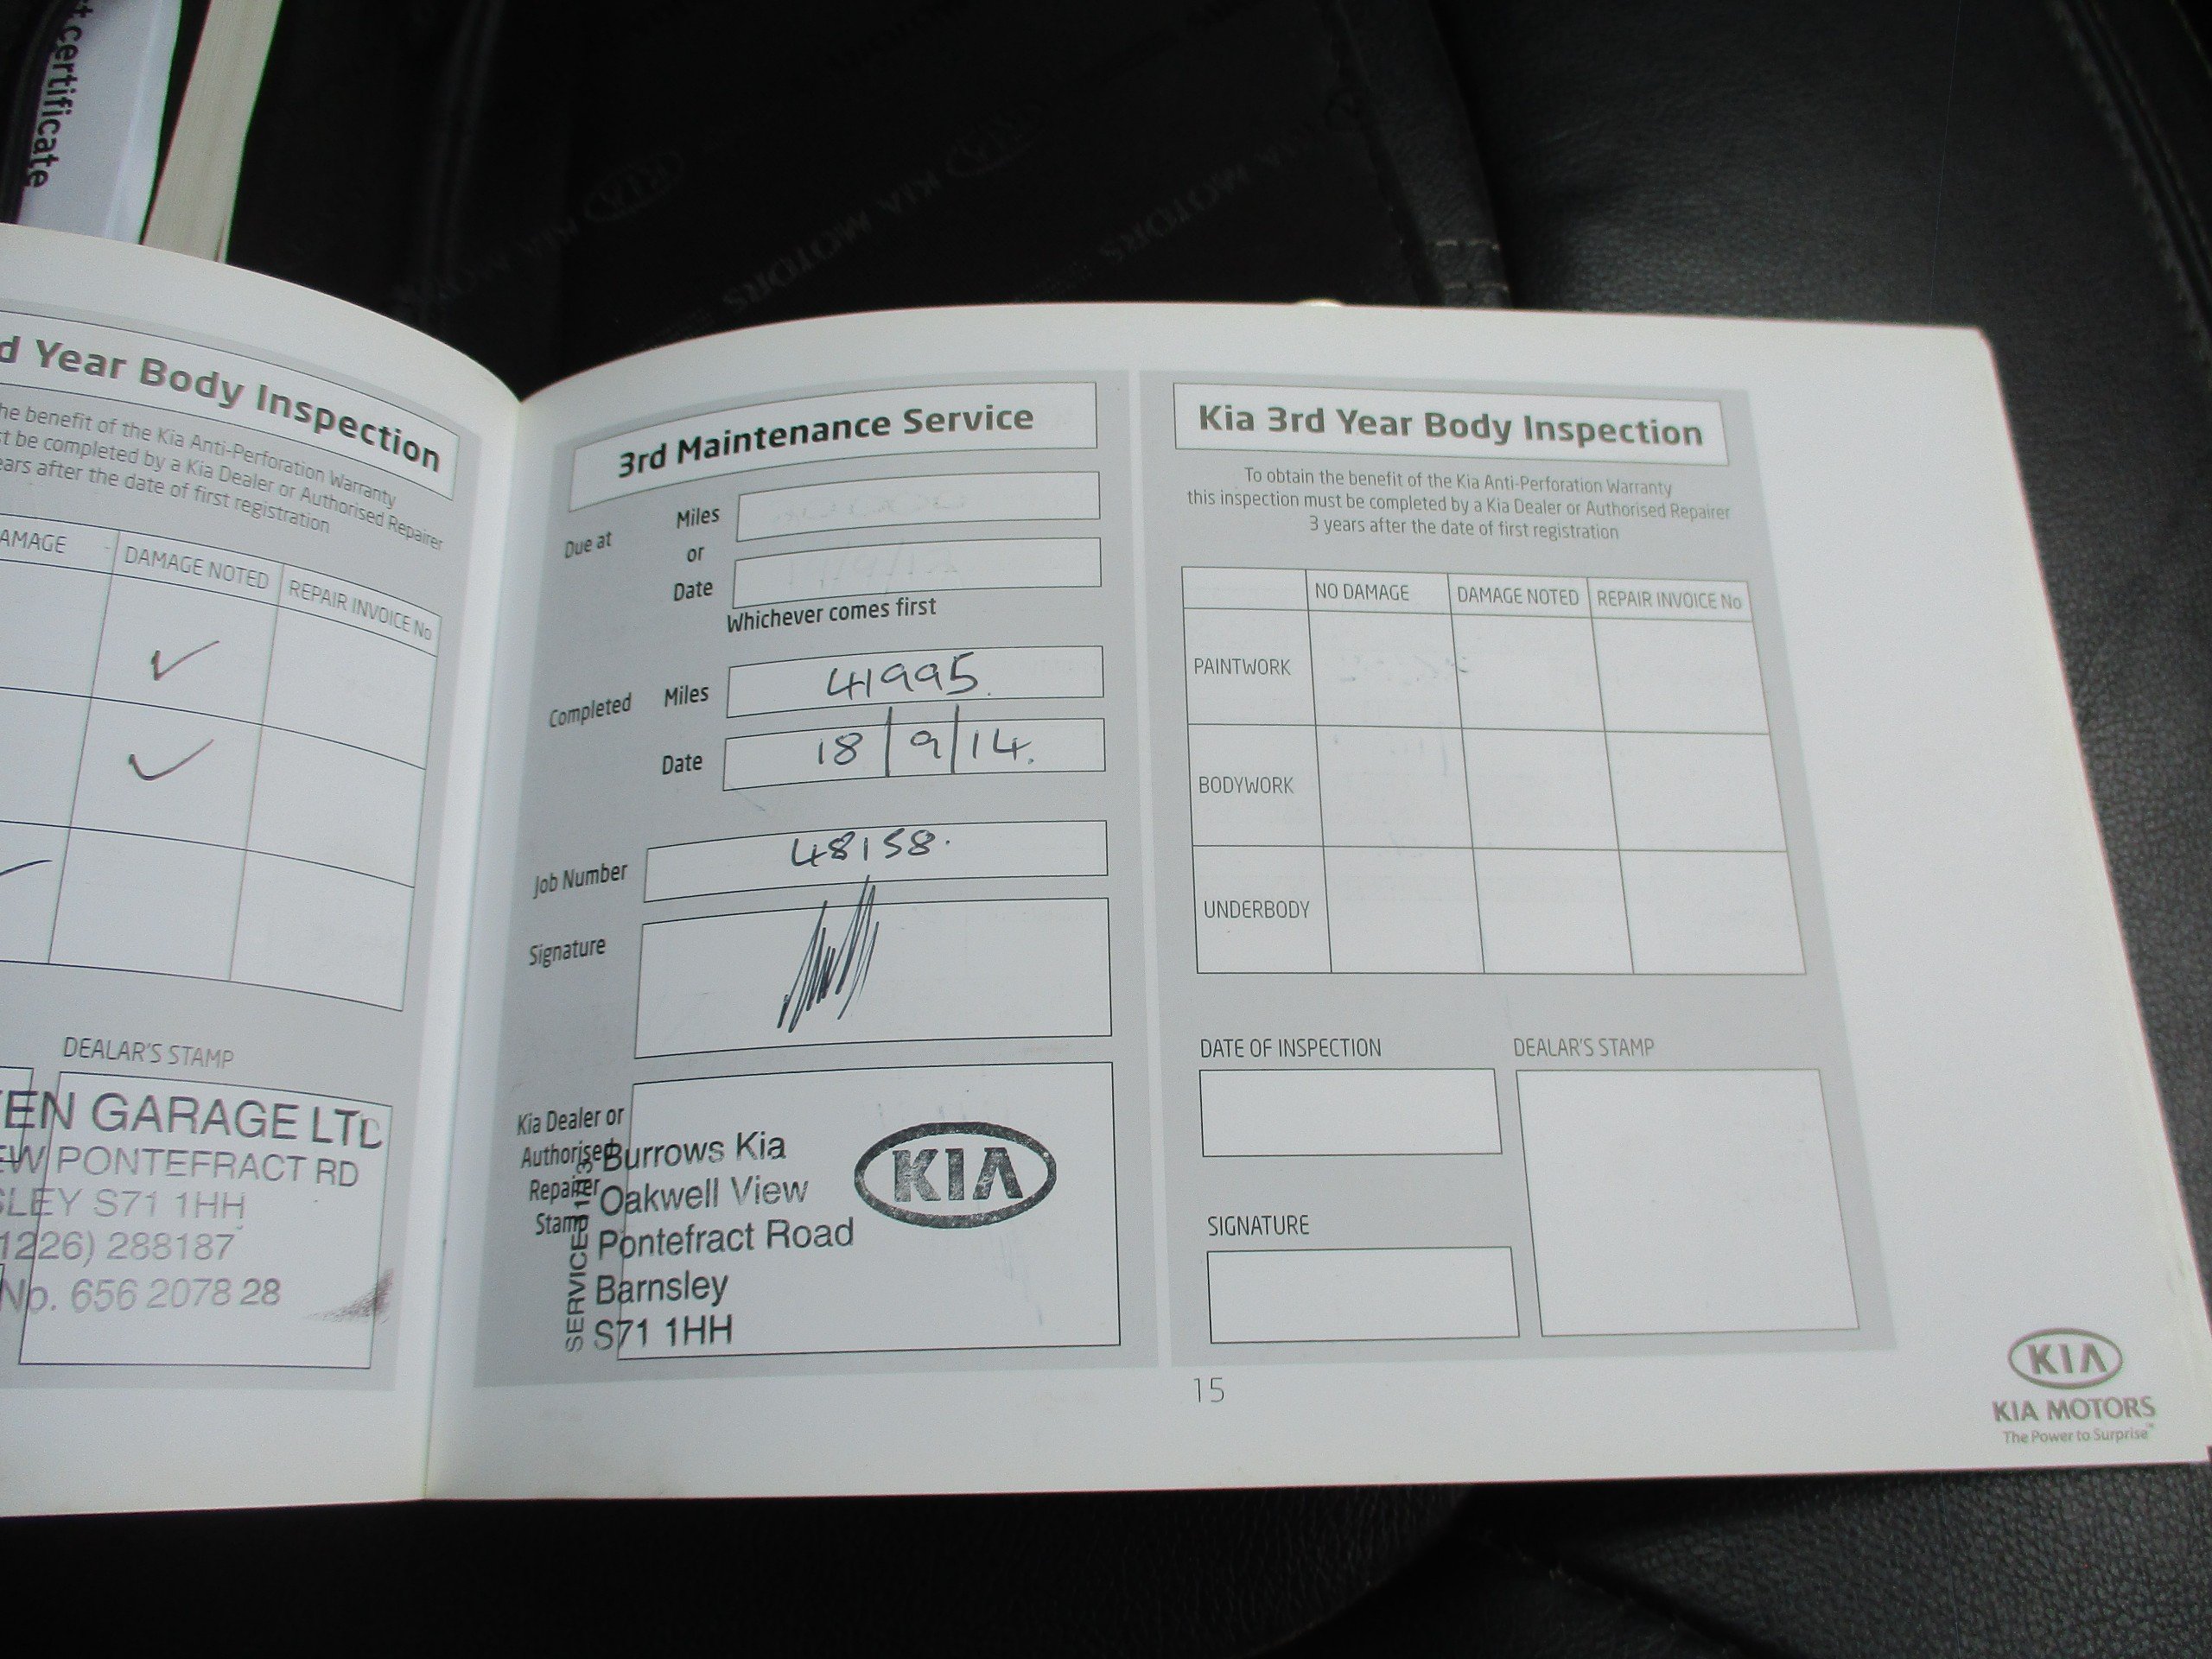 certificate
d Year Body Inspection
he benefit of the Kia Anti-Perforation Warranty
st be completed by a Kia Dealer or Authorised Repairer
ears after the date of first registration
AMAGE
DAMAGE NOTED
REPAIR INVOICE No
DEALAR'S STAMP
EN GARAGE LTD
EW PONTEFRACT RD
SLEY S71 1HH
1226) 288187
No. 656 2078 28
3rd Maintenance Service
Due at
Miles
or
Date
Whichever comes first
Completed
Miles
41995.
Date
18/9/14.
Job Number
48158.
Signature
Kia Dealer or
Authorised
Repairer
Stamp
SERVICE
Burrows Kia
Oakwell View
Pontefract Road
Barnsley
S71 1HH
KIA
Kia 3rd Year Body Inspection
To obtain the benefit of the Kia Anti-Perforation Warranty
this inspection must be completed by a Kia Dealer or Authorised Repairer
3 years after the date of first registration
NO DAMAGE
DAMAGE NOTED
REPAIR INVOICE No
PAINTWORK
BODYWORK
UNDERBODY
DATE OF INSPECTION
DEALAR'S STAMP
SIGNATURE
15
KIA
KIA MOTORS
The Power to Surprise™
KIA MOTORS
KIA MOTORS